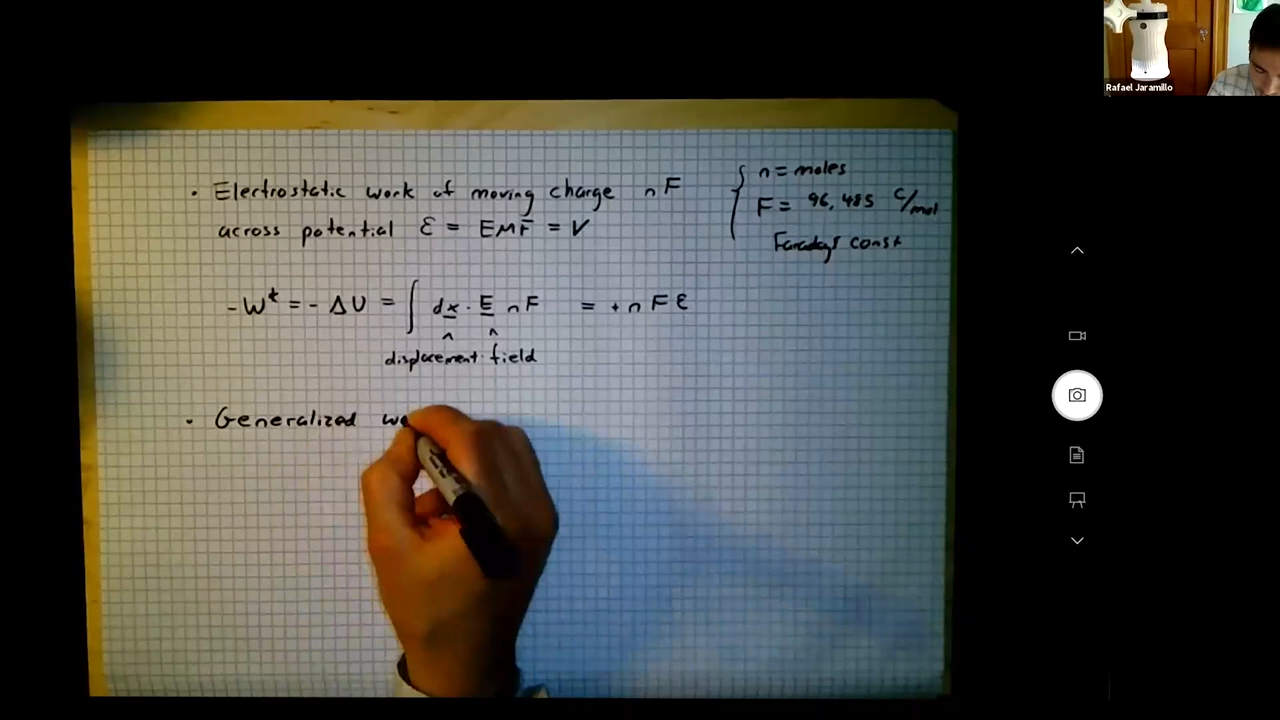 • Electrostatic work of moving charge nF
across potential ℰ = EMF = V
{ n = moles
F = 96,485 C/mol
Faraday's const
-W^t = -ΔU = ∫ dx · E nF = +nFℰ
^ ^
displacement · field
• Generalized wo
Rafael Jaramillo